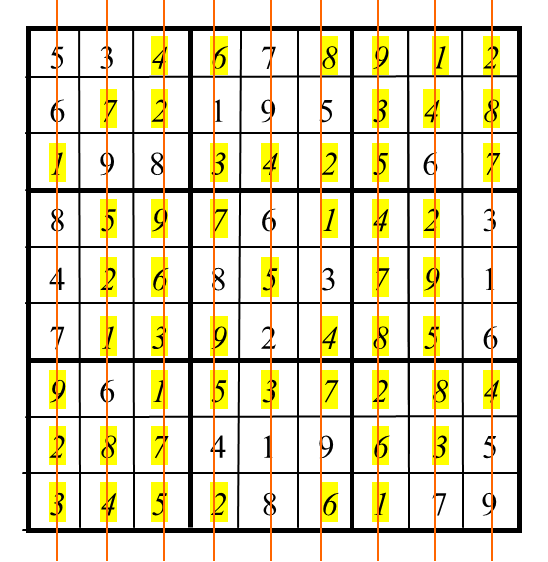 5 3 4 6 7 8 9 1 2
6 7 2 1 9 5 3 4 8
1 9 8 3 4 2 5 6 7
8 5 9 7 6 1 4 2 3
4 2 6 8 5 3 7 9 1
7 1 3 9 2 4 8 5 6
9 6 1 5 3 7 2 8 4
2 8 7 4 1 9 6 3 5
3 4 5 2 8 6 1 7 9